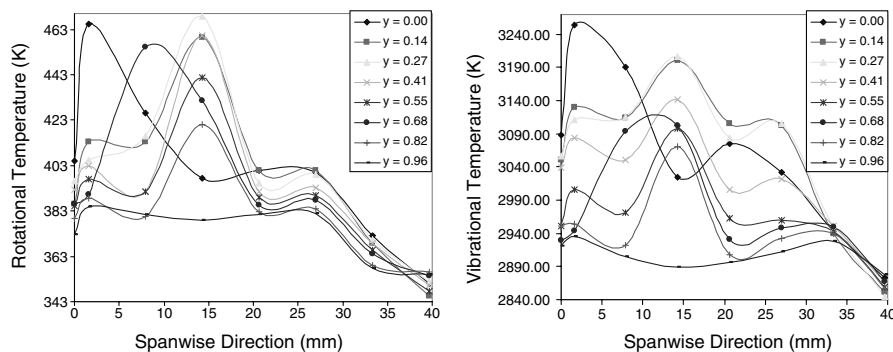 Rotational Temperature (K)
463
443
423
403
383
363
343
0
5
10
15
20
25
30
35
40
Spanwise Direction (mm)
y = 0.00
y = 0.14
y = 0.27
y = 0.41
y = 0.55
y = 0.68
y = 0.82
y = 0.96
Vibrational Temperature (K)
3240.00
3190.00
3140.00
3090.00
3040.00
2990.00
2940.00
2890.00
2840.00
0
5
10
15
20
25
30
35
40
Spanwise Direction (mm)
y = 0.00
y = 0.14
y = 0.27
y = 0.41
y = 0.55
y = 0.68
y = 0.82
y = 0.96